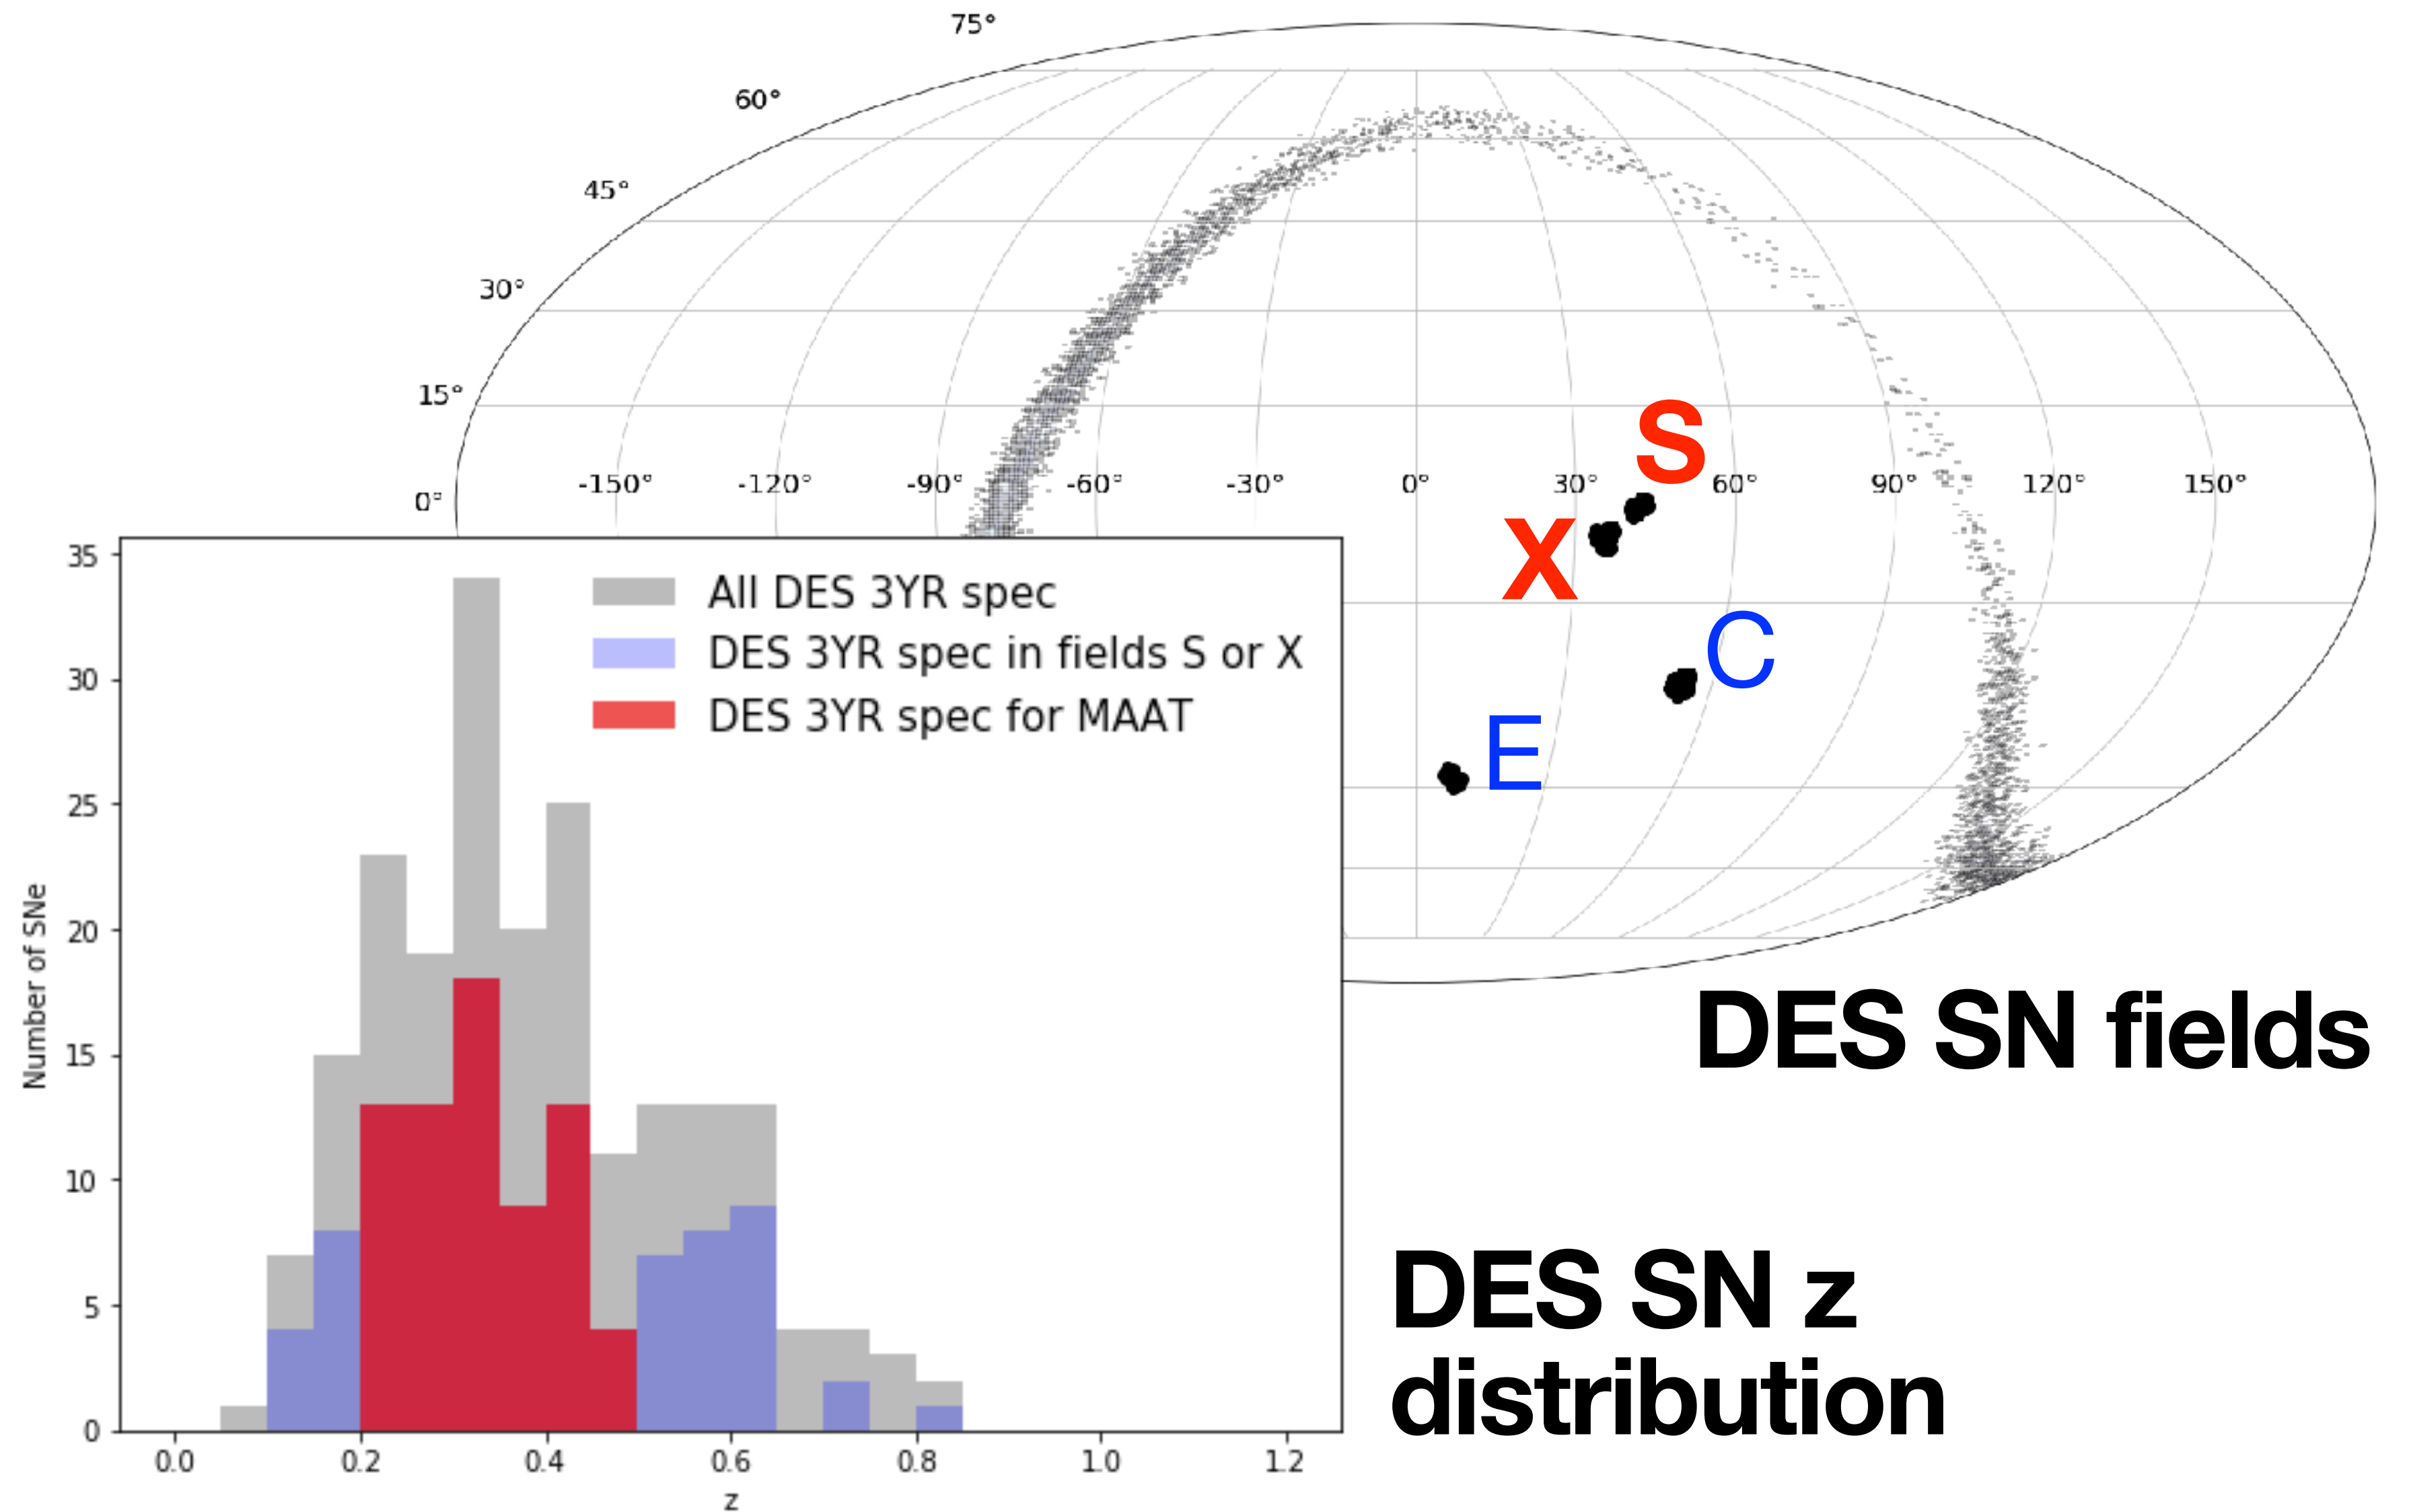 75°
60°
45°
30°
15°
0°
-150° -120° -90° -60° -30° 0° 30° 60° 90° 120° 150°
S
X
C
E
35
30
25
20
15
10
5
0
Number of SNe
All DES 3YR spec
DES 3YR spec in fields S or X
DES 3YR spec for MAAT
0.0 0.2 0.4 0.6 0.8 1.0 1.2
z
DES SN fields
DES SN z
distribution